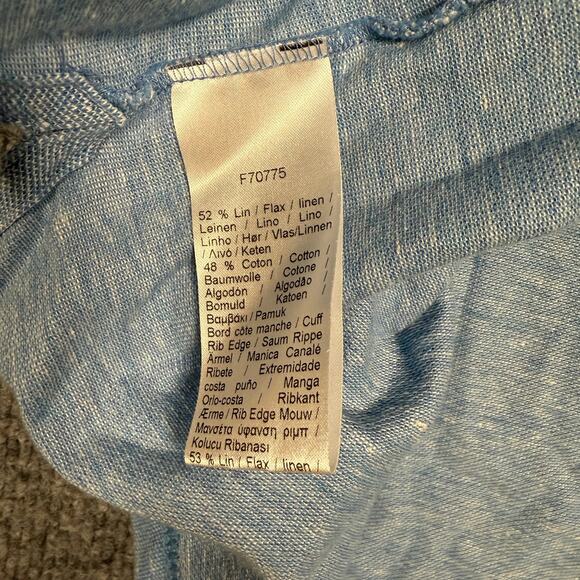 F70775
52 % Lin / Flax / linen /
Leinen / Lino / Lino /
Linho / Hør / Vlas/Linnen
/ Λινό / Keten
48 % Coton / Cotton /
Baumwolle / Cotone /
Algodón / Algodão /
Bomuld / Katoen /
Βαμβάκι / Pamuk
Bord côte manche / Cuff
Rib Edge / Saum Rippe
Ärmel / Manica Canalé
Ribete / Extremidade
costa puño / Manga
Orlo-costa / Ribkant
Ærme / Rib Edge Mouw /
Μανσέτα ύφανση ριμπ /
Kolucu Ribanası
53 % Lin / Flax / linen /